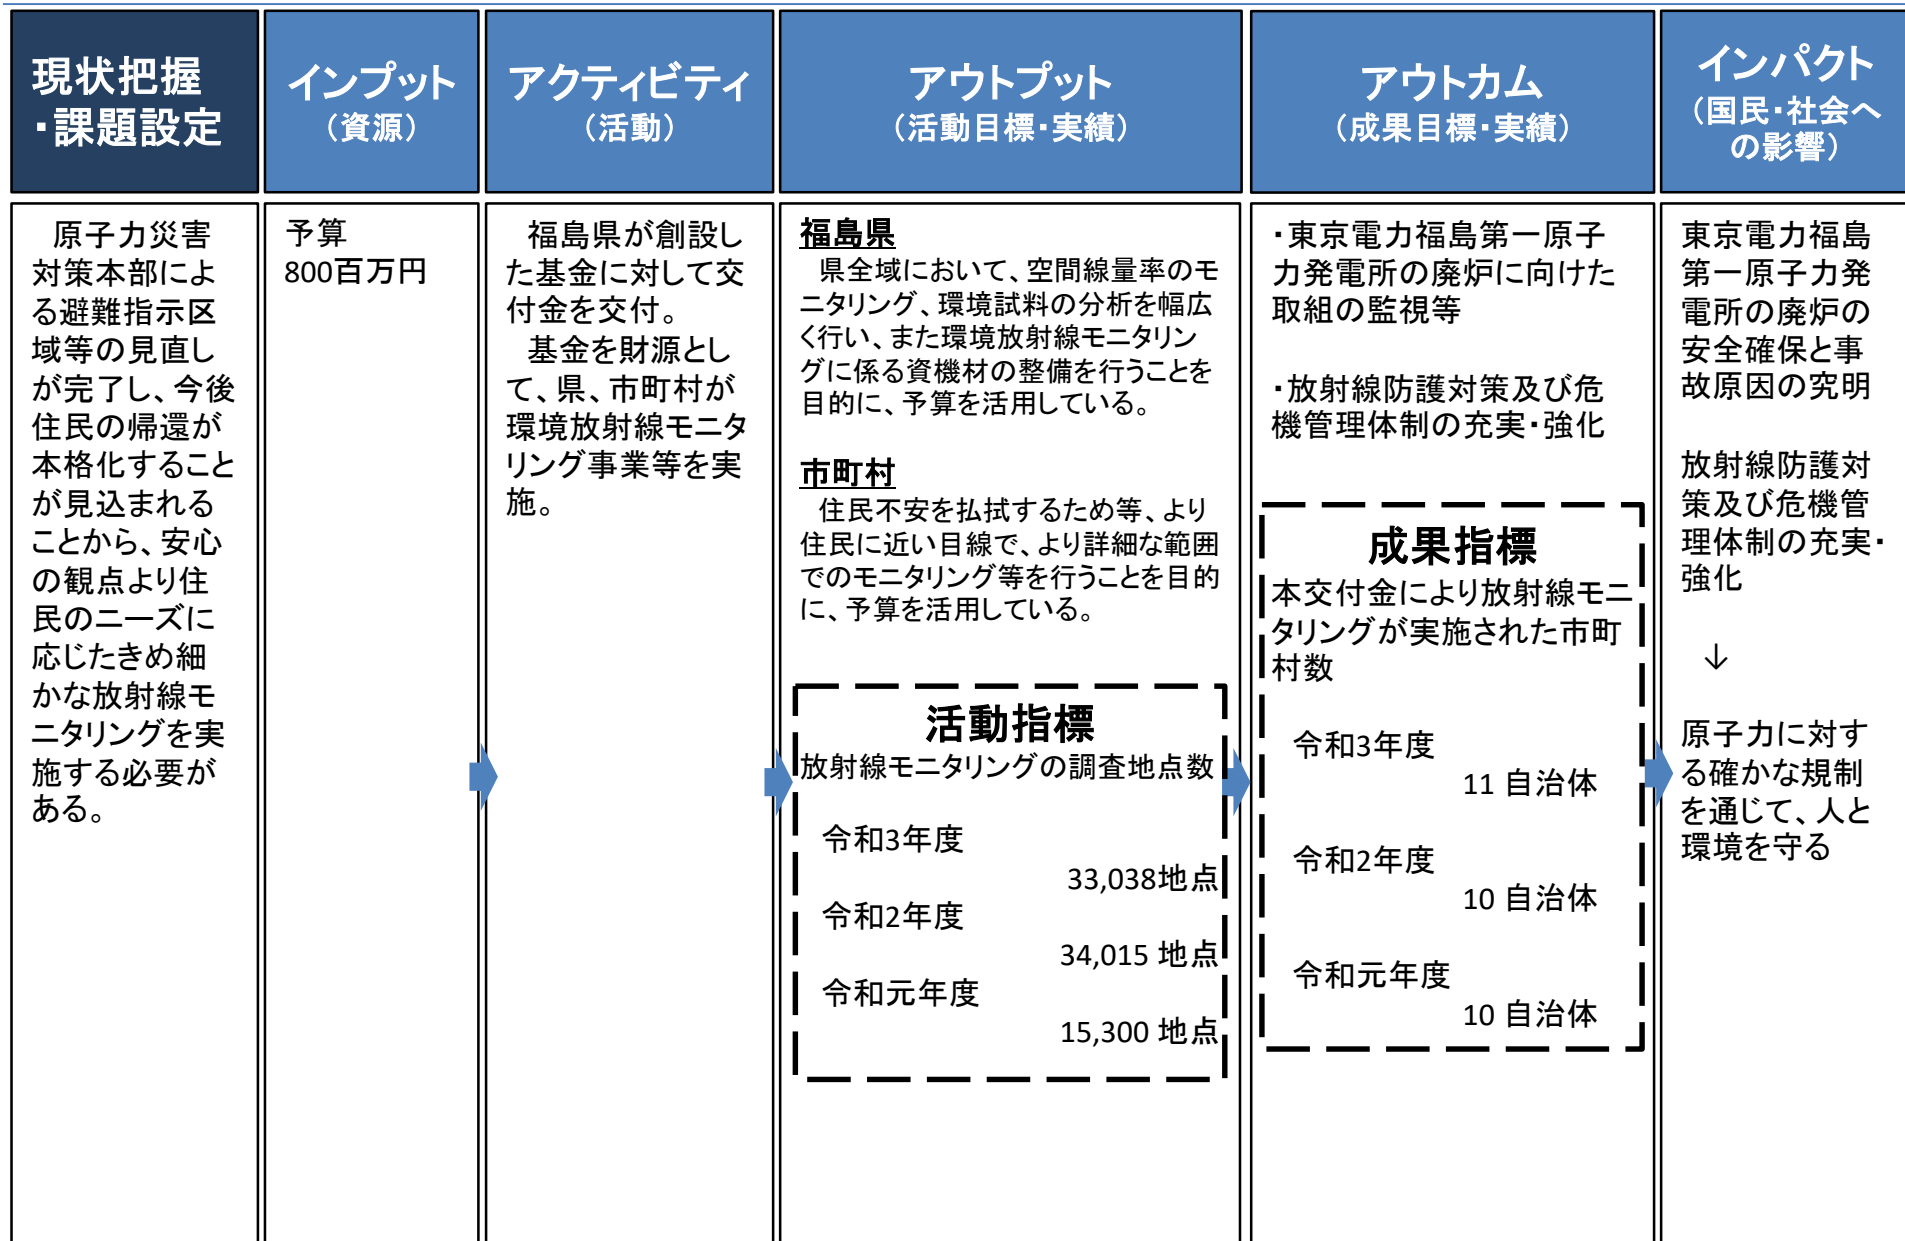 現状把握
・課題設定
インプット
（資源）
アクティビティ
（活動）
アウトプット
（活動目標・実績）
アウトカム
（成果目標・実績）
インパクト
（国民・社会へ
の影響）
原子力災害
対策本部によ
る避難指示区
域等の見直し
が完了し、今後
住民の帰還が
本格化すること
が見込まれる
ことから、安心
の観点より住
民のニーズに
応じたきめ細
かな放射線モ
ニタリングを実
施する必要が
ある。
予算
800百万円
福島県が創設し
た基金に対して交
付金を交付。
基金を財源とし
て、県、市町村が
環境放射線モニタ
リング事業等を実
施。
福島県
県全域において、空間線量率のモ
ニタリング、環境試料の分析を幅広
く行い、また環境放射線モニタリン
グに係る資機材の整備を行うことを
目的に、予算を活用している。
市町村
住民不安を払拭するため等、より
住民に近い目線で、より詳細な範囲
でのモニタリング等を行うことを目的
に、予算を活用している。
活動指標
放射線モニタリングの調査地点数
令和3年度
33,038地点
令和2年度
34,015 地点
令和元年度
15,300 地点
・東京電力福島第一原子
力発電所の廃炉に向けた
取組の監視等
・放射線防護対策及び危
機管理体制の充実・強化
成果指標
本交付金により放射線モニ
タリングが実施された市町
村数
令和3年度
11 自治体
令和2年度
10 自治体
令和元年度
10 自治体
東京電力福島
第一原子力発
電所の廃炉の
安全確保と事
故原因の究明
放射線防護対
策及び危機管
理体制の充実・
強化
↓
原子力に対す
る確かな規制
を通じて、人と
環境を守る